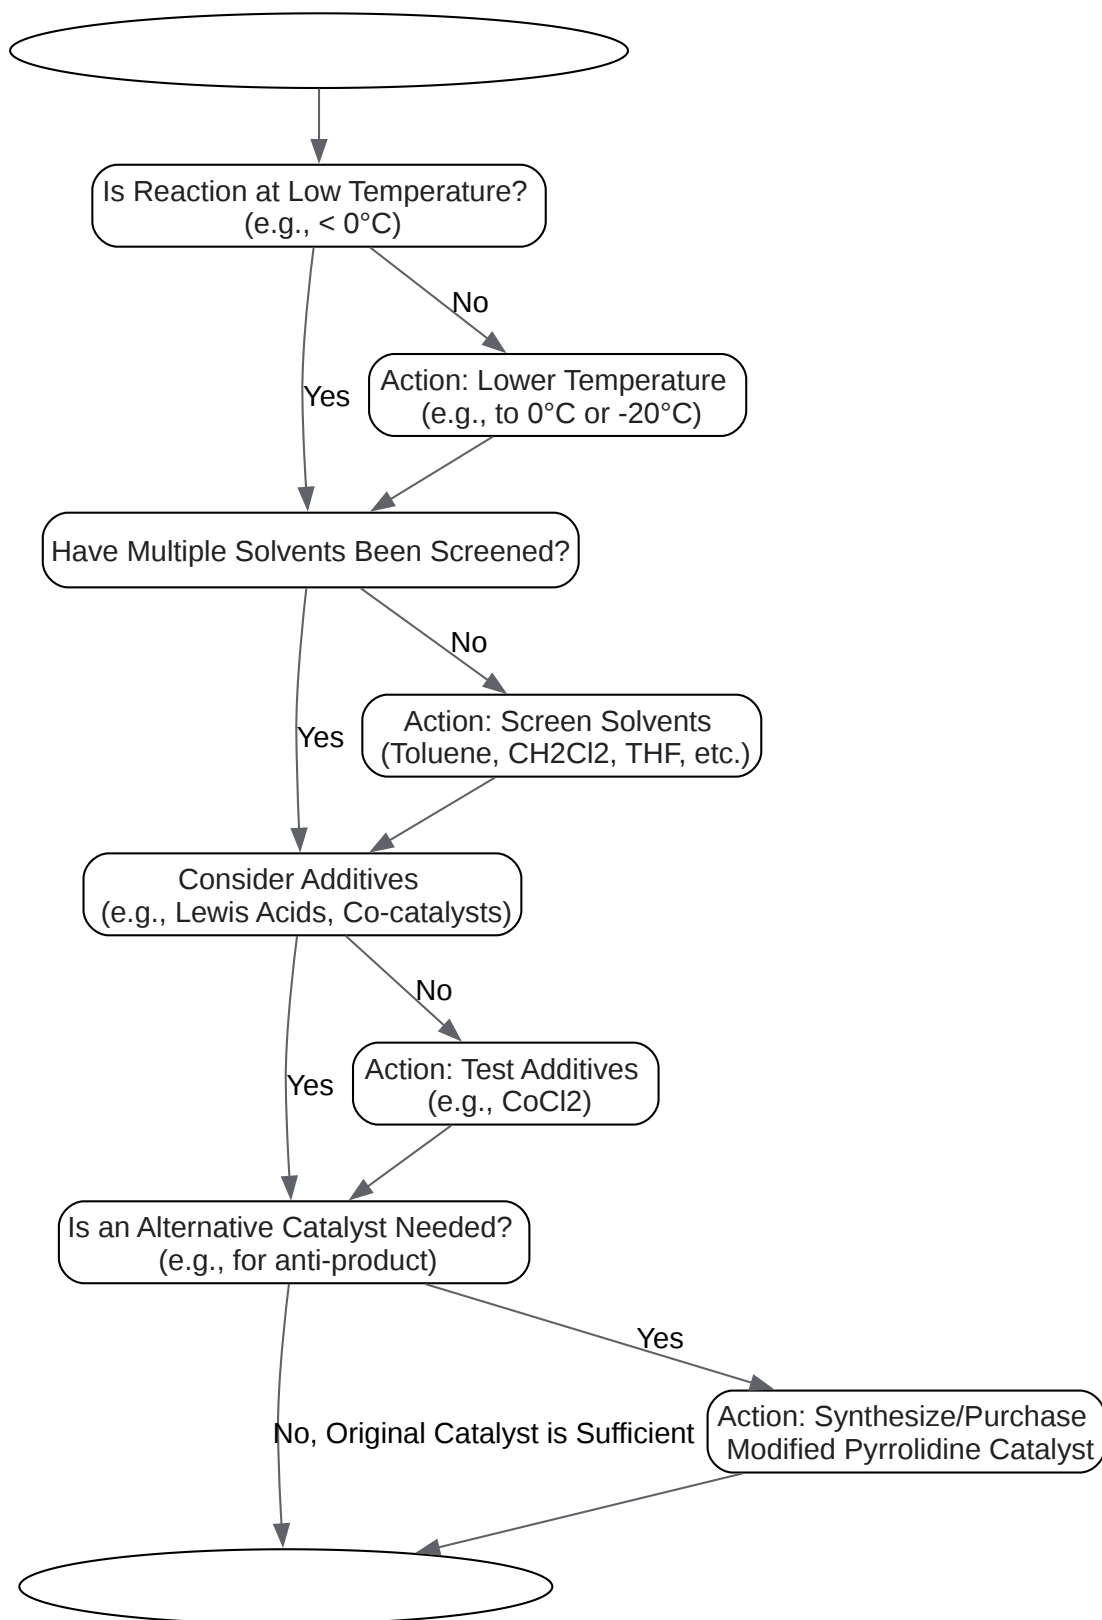 Is Reaction at Low Temperature?
(e.g., < 0°C)
No
Yes
Action: Lower Temperature
(e.g., to 0°C or -20°C)
Have Multiple Solvents Been Screened?
No
Yes
Action: Screen Solvents
(Toluene, CH2Cl2, THF, etc.)
Consider Additives
(e.g., Lewis Acids, Co-catalysts)
No
Yes
Action: Test Additives
(e.g., CoCl2)
Is an Alternative Catalyst Needed?
(e.g., for anti-product)
Yes
No, Original Catalyst is Sufficient
Action: Synthesize/Purchase
Modified Pyrrolidine Catalyst